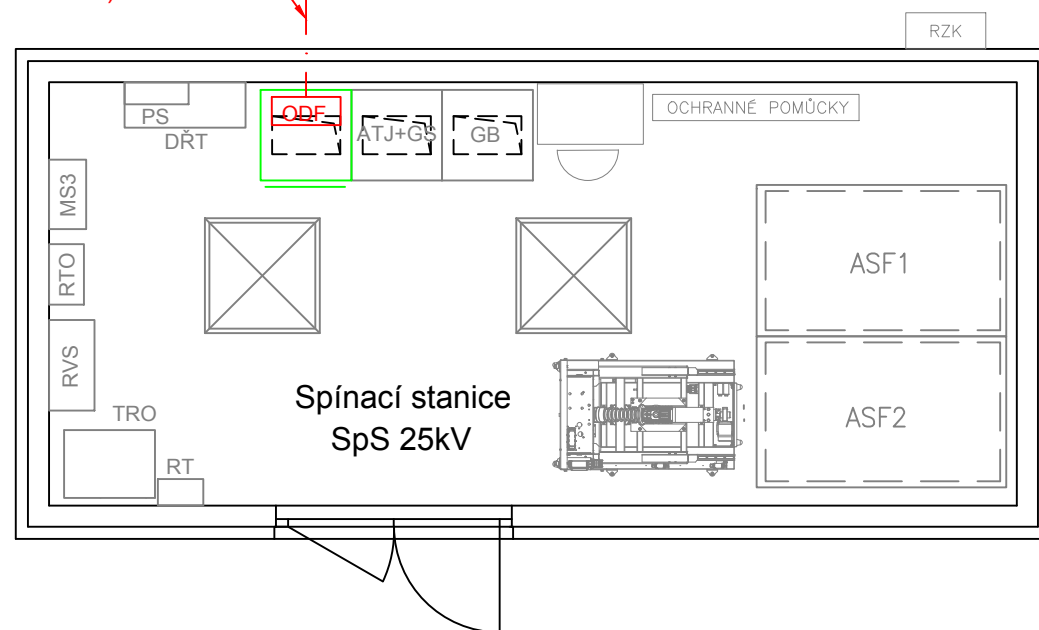 RZK
OCHRANNÉ POMŮCKY
PS
DŘT
ODF
ATJ+GS
GB
MS3
RTO
RVS
ASF1
ASF2
Spínací stanice
SpS 25kV
TRO
RT